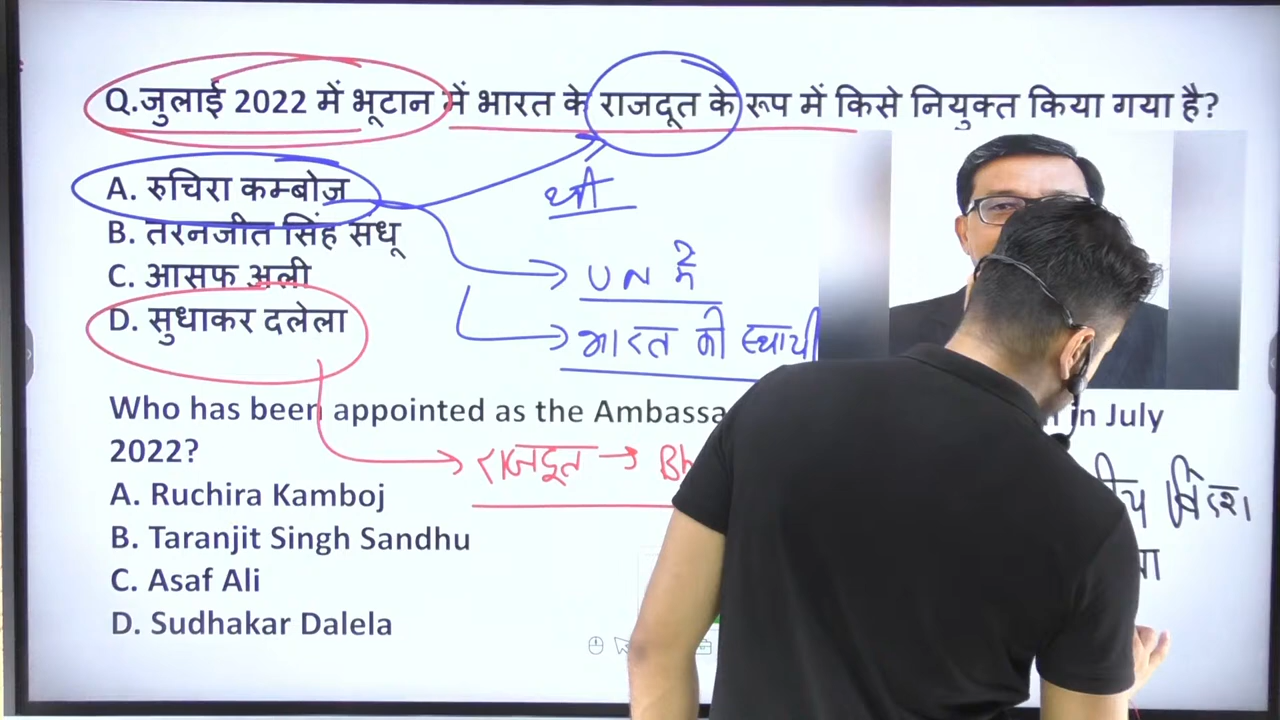 Q.जुलाई 2022 में भूटान में भारत के राजदूत के रूप में किसे नियुक्त किया गया है?
A. रुचिरा कम्बोज
थी
B. तरनजीत सिंह संधू
UN में
C. आसफ अली
D. सुधाकर दलेला
भारत की स्थायी
Who has been appointed as the Ambassa in July
2022?
राजदूत → Bh
A. Ruchira Kamboj
B. Taranjit Singh Sandhu
C. Asaf Ali
D. Sudhakar Dalela